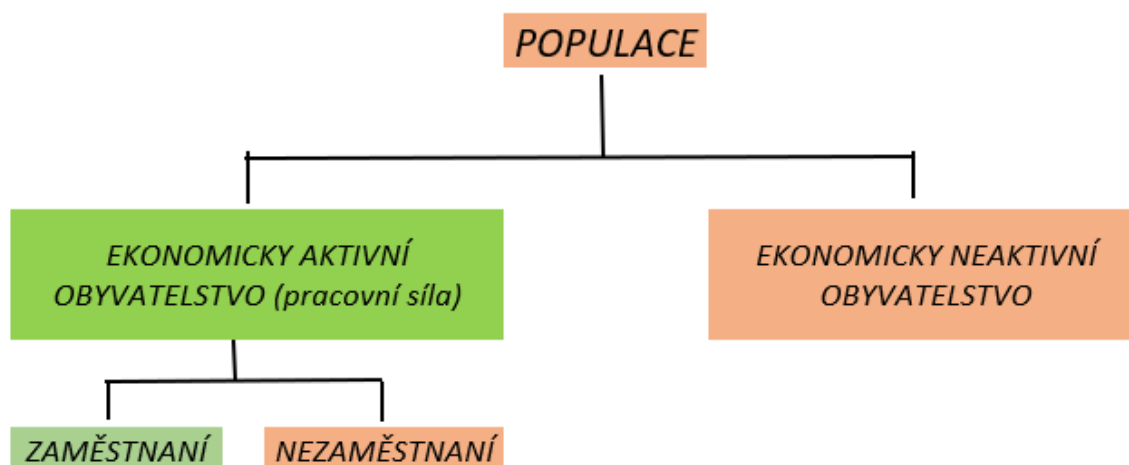 POPULACE
EKONOMICKY AKTIVNÍ
OBYVATELSTVO (pracovní síla)
EKONOMICKY NEAKTIVNÍ
OBYVATELSTVO
ZAMĚSTNANÍ
NEZAMĚSTNANÍ